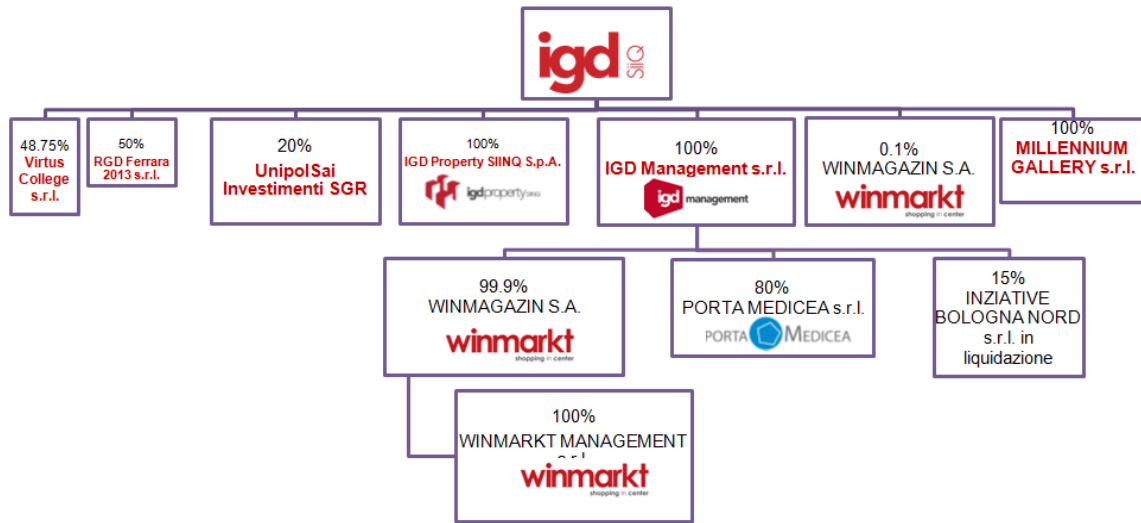 igd
SIIQ
48.75%
Virtus
College
s.r.l.
50%
RGD Ferrara
2013 s.r.l.
20%
UnipolSai
Investimenti SGR
100%
IGD Property SIINQ S.p.A.
igdproperty SIINQ
100%
IGD Management s.r.l.
igd management
0.1%
WINMAGAZIN S.A.
winmarkt
shopping in center
100%
MILLENNIUM
GALLERY s.r.l.
99.9%
WINMAGAZIN S.A.
winmarkt
shopping in center
80%
PORTA MEDICEA s.r.l.
PORTA MEDICEA
15%
INZIATIVE
BOLOGNA NORD
s.r.l. in
liquidazione
100%
WINMARKT MANAGEMENT
s.r.l.
winmarkt
shopping in center